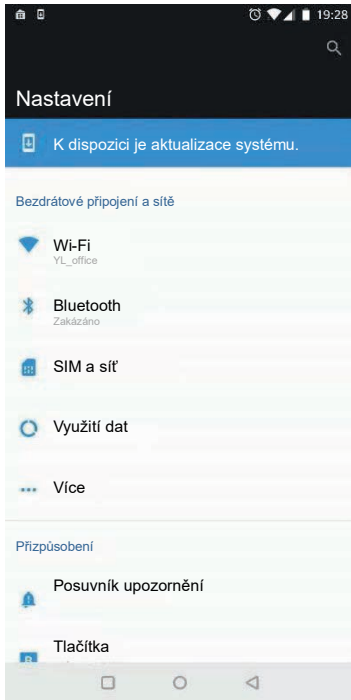 19:28
Nastavení
K dispozici je aktualizace systému.
Bezdrátové připojení a sítě
Wi-Fi
YL_office
Bluetooth
Zakázáno
SIM a síť
Využití dat
Více
Přizpůsobení
Posuvník upozornění
Tlačítka